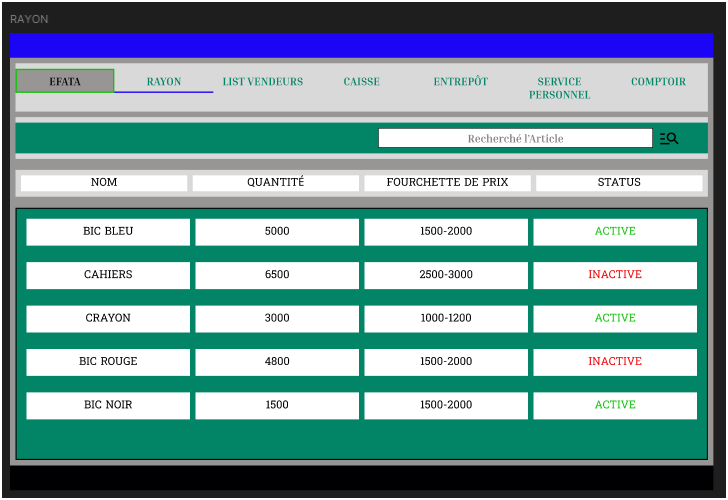 RAYON
EFATA RAYON LIST VENDEURS CAISSE ENTREPÔT SERVICE PERSONNEL COMPTOIR
Recherché l'Article
NOM QUANTITÉ FOURCHETTE DE PRIX STATUS
BIC BLEU 5000 1500-2000 ACTIVE
CAHIERS 6500 2500-3000 INACTIVE
CRAYON 3000 1000-1200 ACTIVE
BIC ROUGE 4800 1500-2000 INACTIVE
BIC NOIR 1500 1500-2000 ACTIVE